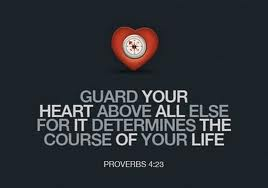 GUARD YOUR
HEART ABOVE ALL ELSE
FOR IT DETERMINES THE
COURSE OF YOUR LIFE
PROVERBS 4:23